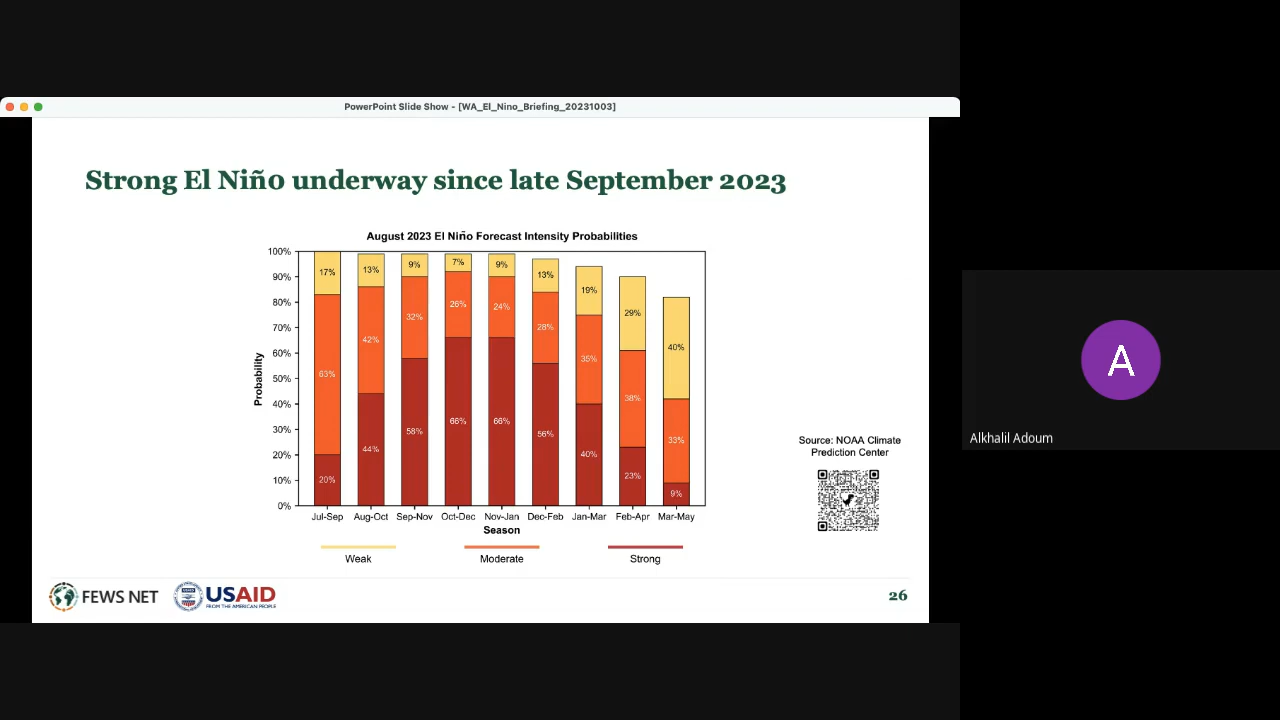 PowerPoint Slide Show - [WA_El_Nino_Briefing_20231003]
Strong El Niño underway since late September 2023
August 2023 El Niño Forecast Intensity Probabilities
100%
90%
80%
70%
60%
50%
40%
30%
20%
10%
0%
Probability
17%
63%
20%
13%
42%
44%
9%
32%
58%
7%
26%
66%
9%
24%
66%
13%
28%
56%
19%
35%
40%
29%
38%
23%
40%
33%
9%
Jul-Sep Aug-Oct Sep-Nov Oct-Dec Nov-Jan Dec-Feb Jan-Mar Feb-Apr Mar-May
Season
Weak Moderate Strong
Source: NOAA Climate
Prediction Center
FEWS NET
USAID
FROM THE AMERICAN PEOPLE
26
A
Alkhalil Adoum